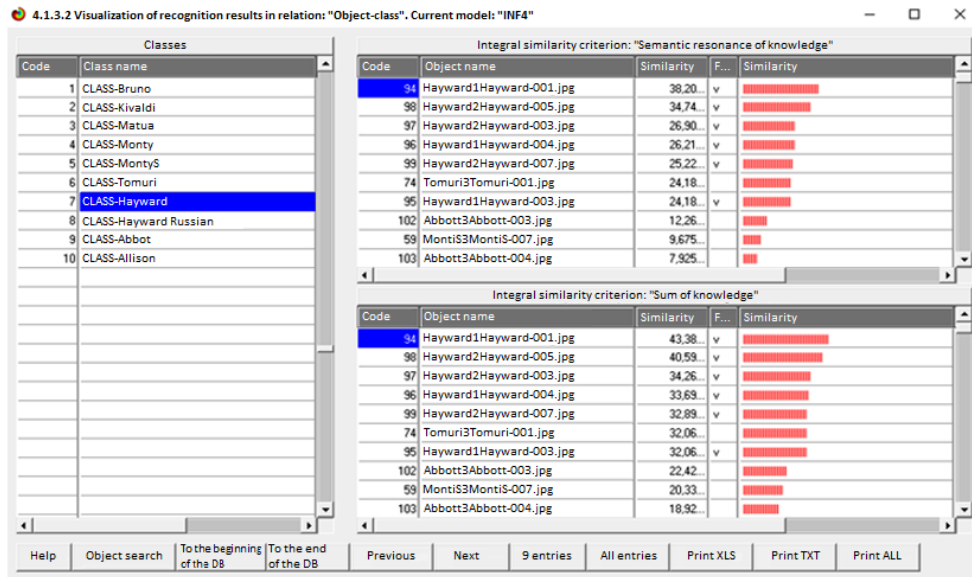 4.1.3.2 Visualization of recognition results in relation: "Object-class". Current model: "INF4"
Classes
Code Class name
1 CLASS-Bruno
2 CLASS-Kivaldi
3 CLASS-Matua
4 CLASS-Monty
5 CLASS-MontyS
6 CLASS-Tomuri
7 CLASS-Hayward
8 CLASS-Hayward Russian
9 CLASS-Abbot
10 CLASS-Allison
Integral similarity criterion: "Semantic resonance of knowledge"
Code Object name Similarity F... Similarity
94 Hayward1Hayward-001.jpg 38,20... v
98 Hayward2Hayward-005.jpg 34,74... v
97 Hayward2Hayward-003.jpg 26,90... v
96 Hayward1Hayward-004.jpg 26,21... v
99 Hayward2Hayward-007.jpg 25,22... v
74 Tomuri3Tomuri-001.jpg 24,18...
95 Hayward1Hayward-003.jpg 24,18... v
102 Abbott3Abbott-003.jpg 12,26...
59 MontiS3MontiS-007.jpg 9,675...
103 Abbott3Abbott-004.jpg 7,925...
Integral similarity criterion: "Sum of knowledge"
Code Object name Similarity F... Similarity
94 Hayward1Hayward-001.jpg 43,38... v
98 Hayward2Hayward-005.jpg 40,59... v
97 Hayward2Hayward-003.jpg 34,26... v
96 Hayward1Hayward-004.jpg 33,69... v
99 Hayward2Hayward-007.jpg 32,89... v
74 Tomuri3Tomuri-001.jpg 32,06...
95 Hayward1Hayward-003.jpg 32,06... v
102 Abbott3Abbott-003.jpg 22,42...
59 MontiS3MontiS-007.jpg 20,33...
103 Abbott3Abbott-004.jpg 18,92...
Help Object search To the beginning of the DB To the end of the DB Previous Next 9 entries All entries Print XLS Print TXT Print ALL